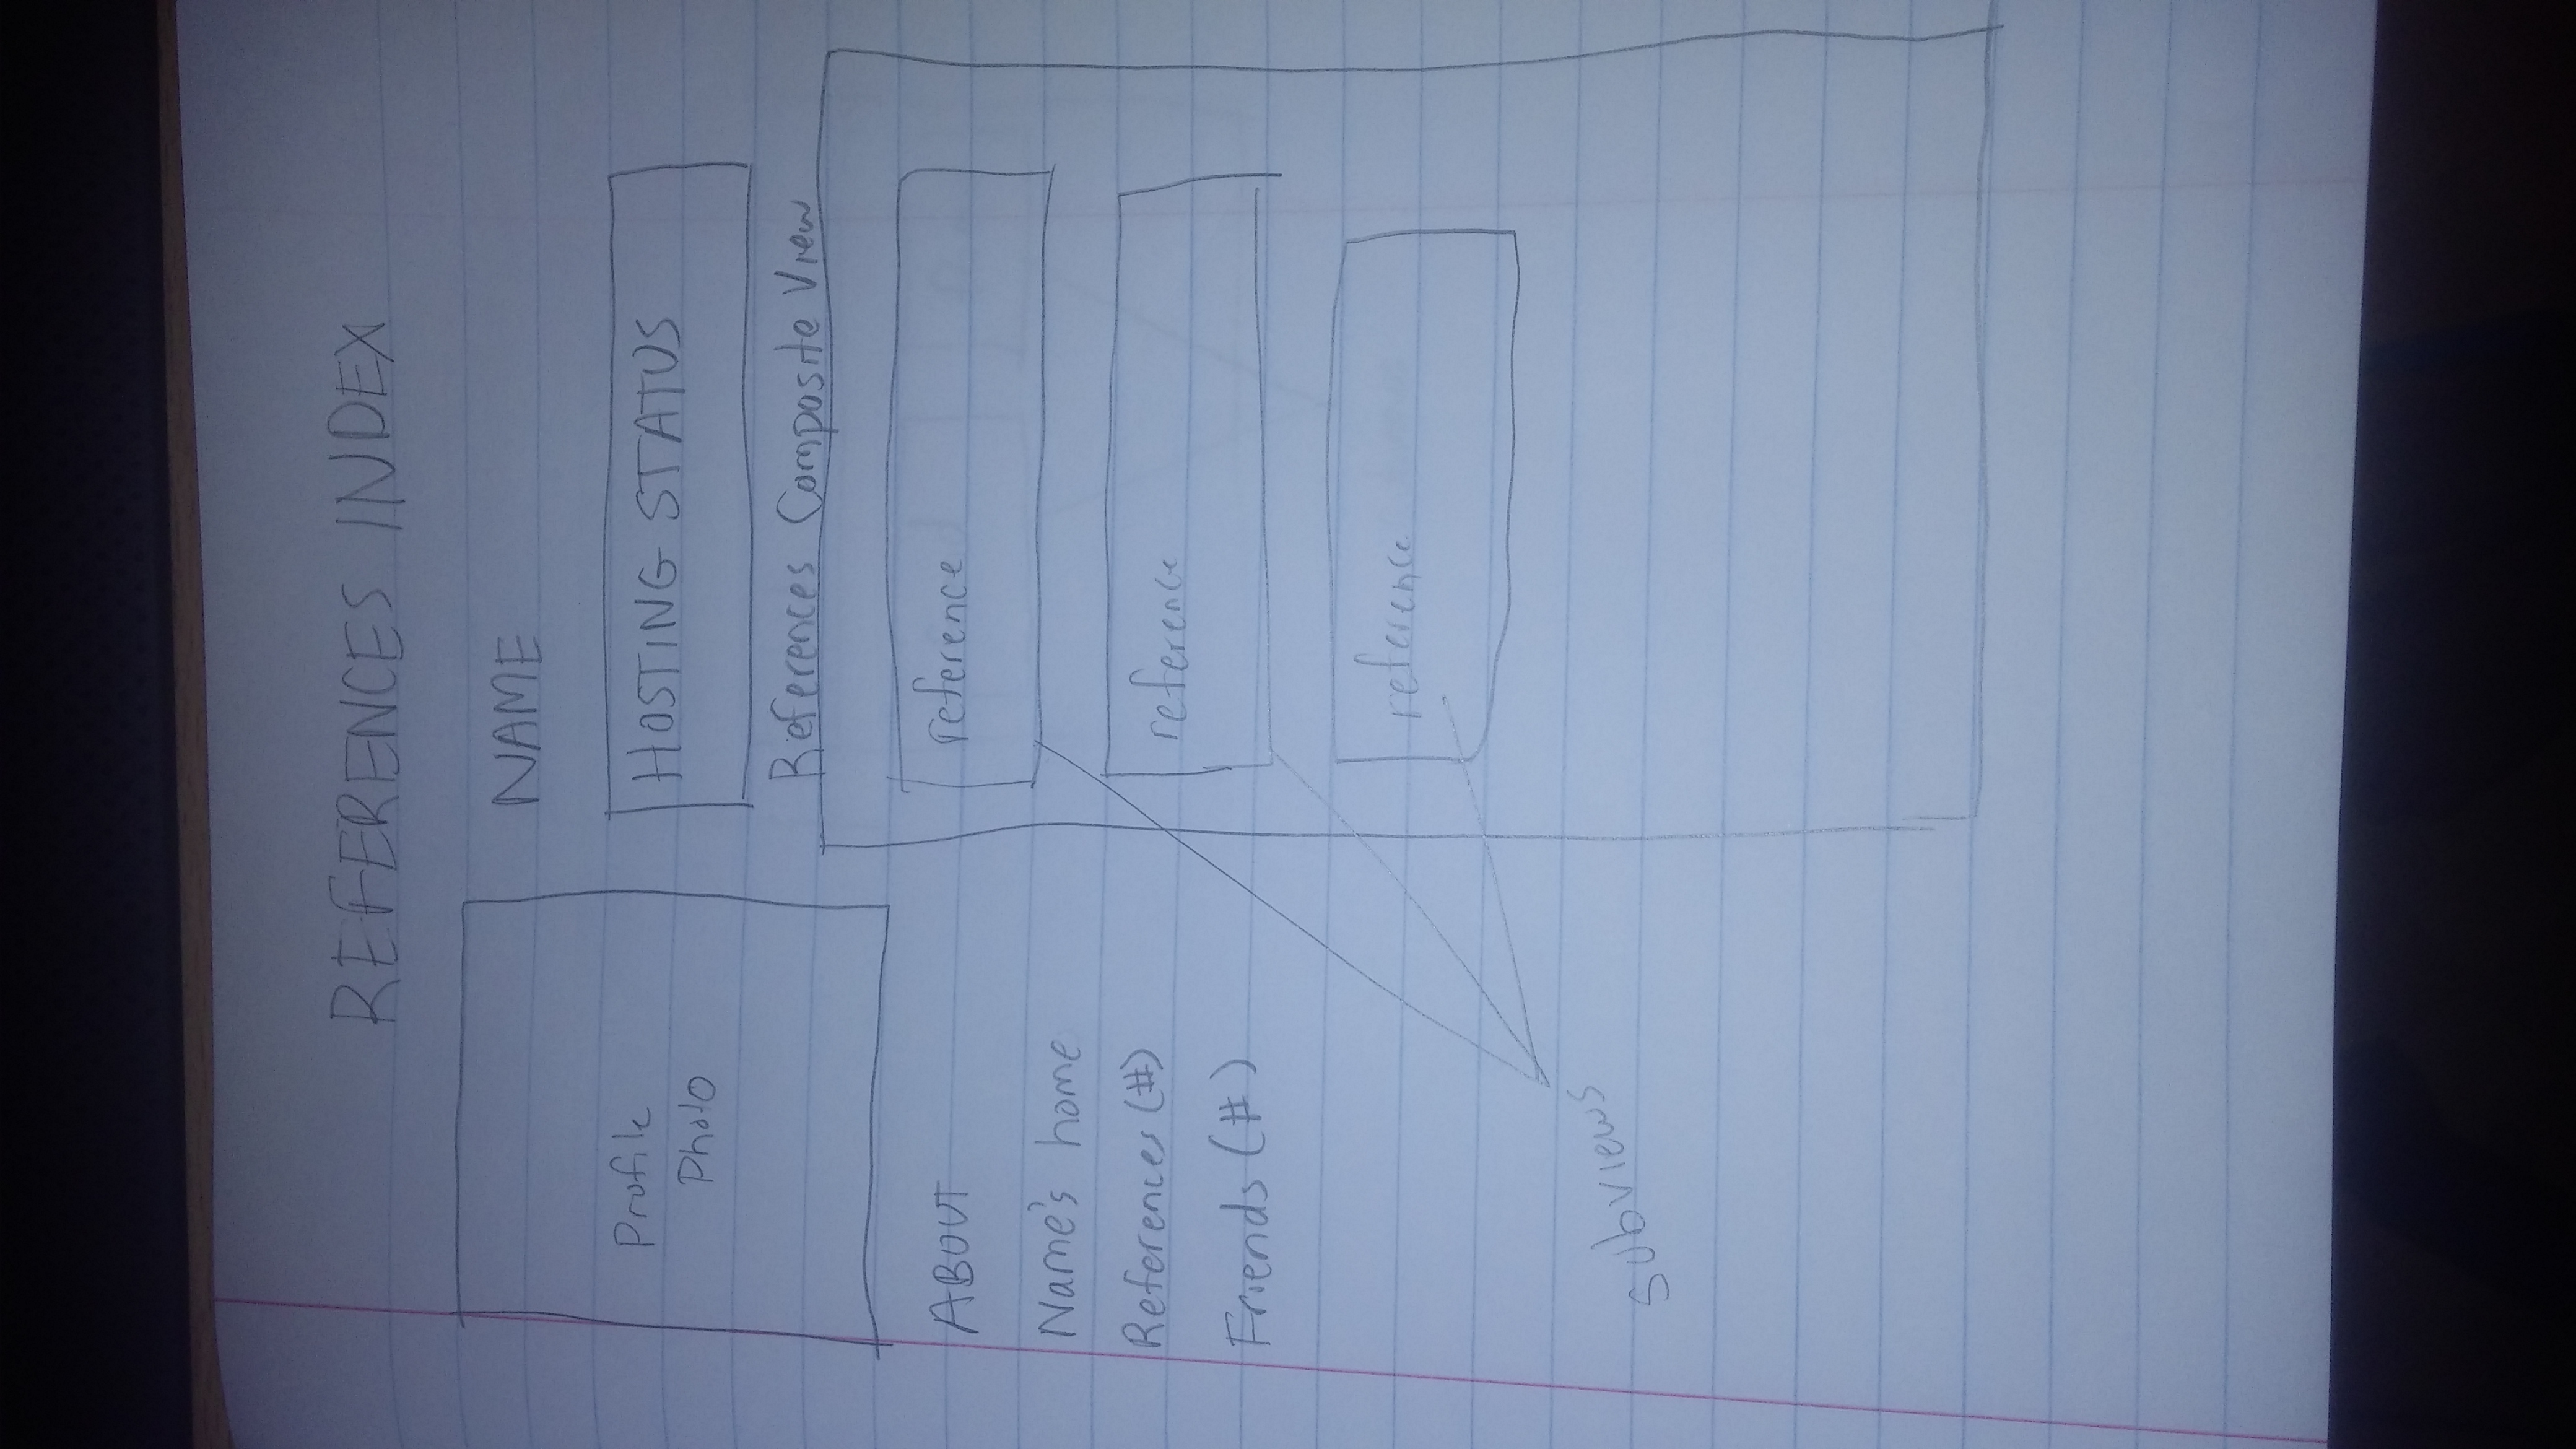 REFERENCES INDEX
NAME
Profile
Photo
HOSTING STATUS
References Composite View
ABOUT
Name's home
References (#)
Friends (#)
reference
reference
reference
subviews